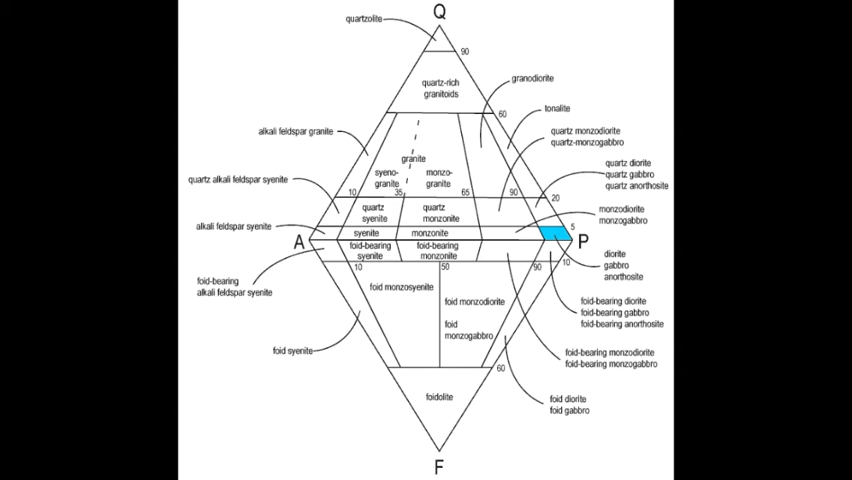 Q
quartzolite
90
quartz-rich
granitoids
granodiorite
60
tonalite
alkali feldspar granite
quartz monzodiorite
quartz-monzogabbro
granite
syeno-
granite
monzo-
granite
quartz diorite
quartz gabbro
quartz anorthosite
quartz alkali feldspar syenite
10
35
65
90
20
quartz
syenite
quartz
monzonite
monzodiorite
monzogabbro
alkali feldspar syenite
5
syenite
monzonite
A
P
foid-bearing
syenite
foid-bearing
monzonite
diorite
gabbro
anorthosite
10
50
90
10
foid-bearing
alkali feldspar syenite
foid monzosyenite
foid monzodiorite
foid
monzogabbro
foid-bearing diorite
foid-bearing gabbro
foid-bearing anorthosite
foid syenite
foid-bearing monzodiorite
foid-bearing monzogabbro
60
foidolite
foid diorite
foid gabbro
F